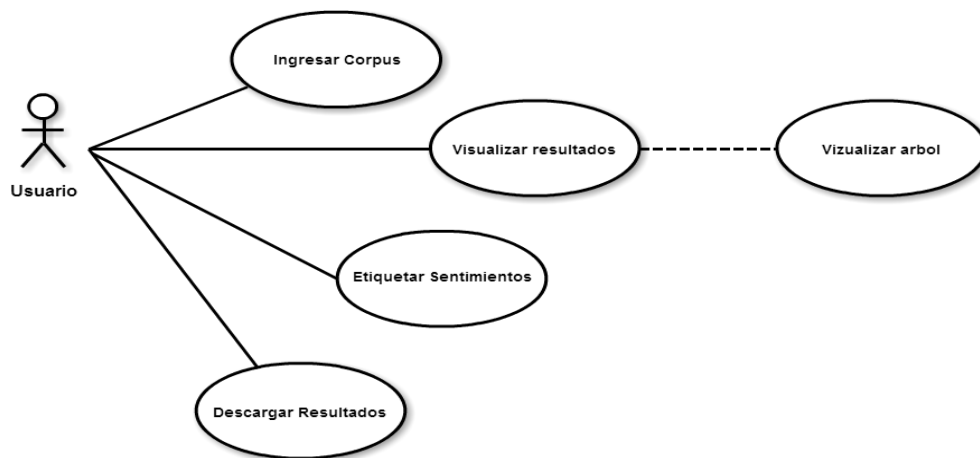 Ingresar Corpus
Visualizar resultados
Vizualizar arbol
Usuario
Etiquetar Sentimientos
Descargar Resultados